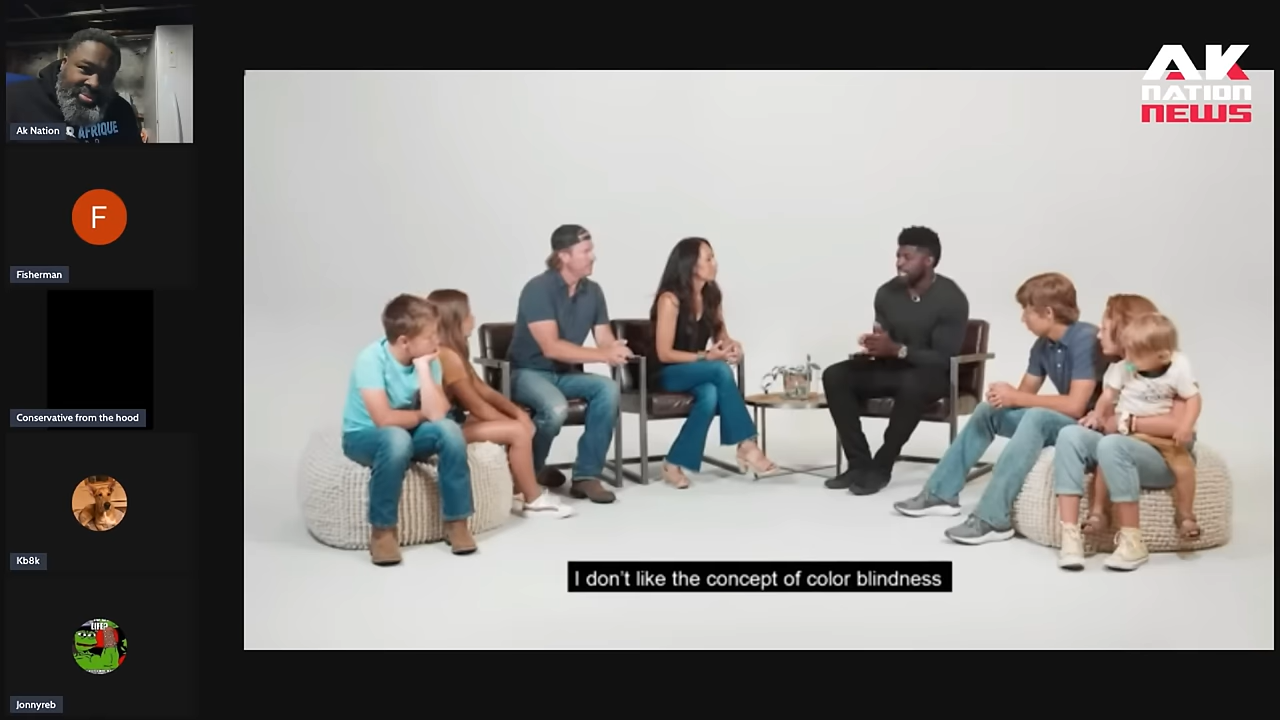 Ak Nation
AFRIQUE
F
Fisherman
Conservative from the hood
Kb8k
LIFE?
Jonnyreb
AK
NATION
NEWS
I don't like the concept of color blindness